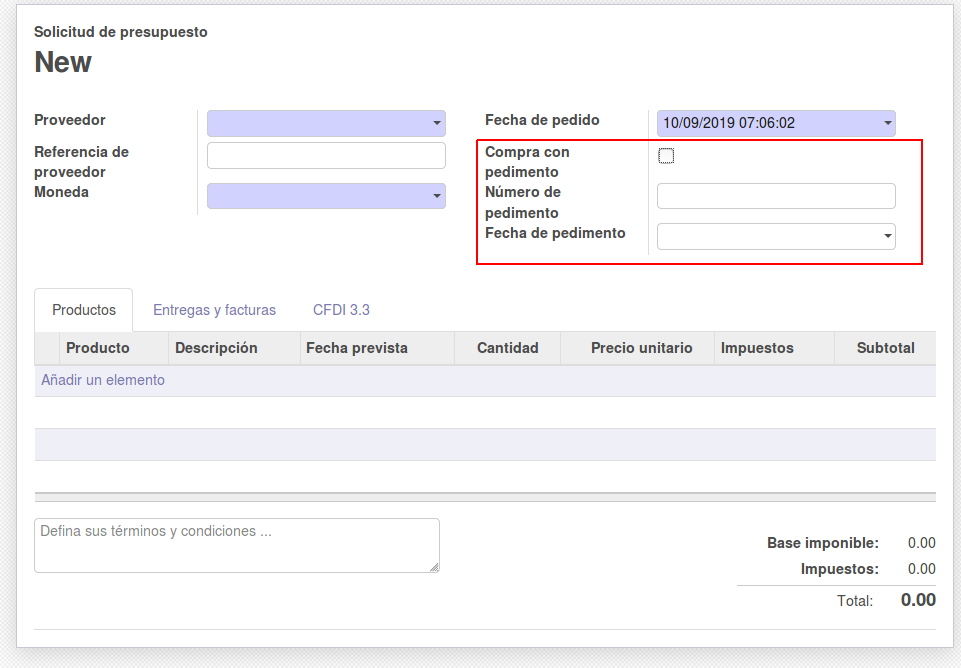 Solicitud de presupuesto
New
Proveedor
Referencia de
proveedor
Moneda
Fecha de pedido
10/09/2019 07:06:02
Compra con
pedimento
Número de
pedimento
Fecha de pedimento
Productos
Entregas y facturas
CFDI 3.3
Producto Descripción Fecha prevista Cantidad Precio unitario Impuestos Subtotal
Añadir un elemento
Defina sus términos y condiciones ...
Base imponible: 0.00
Impuestos: 0.00
Total: 0.00